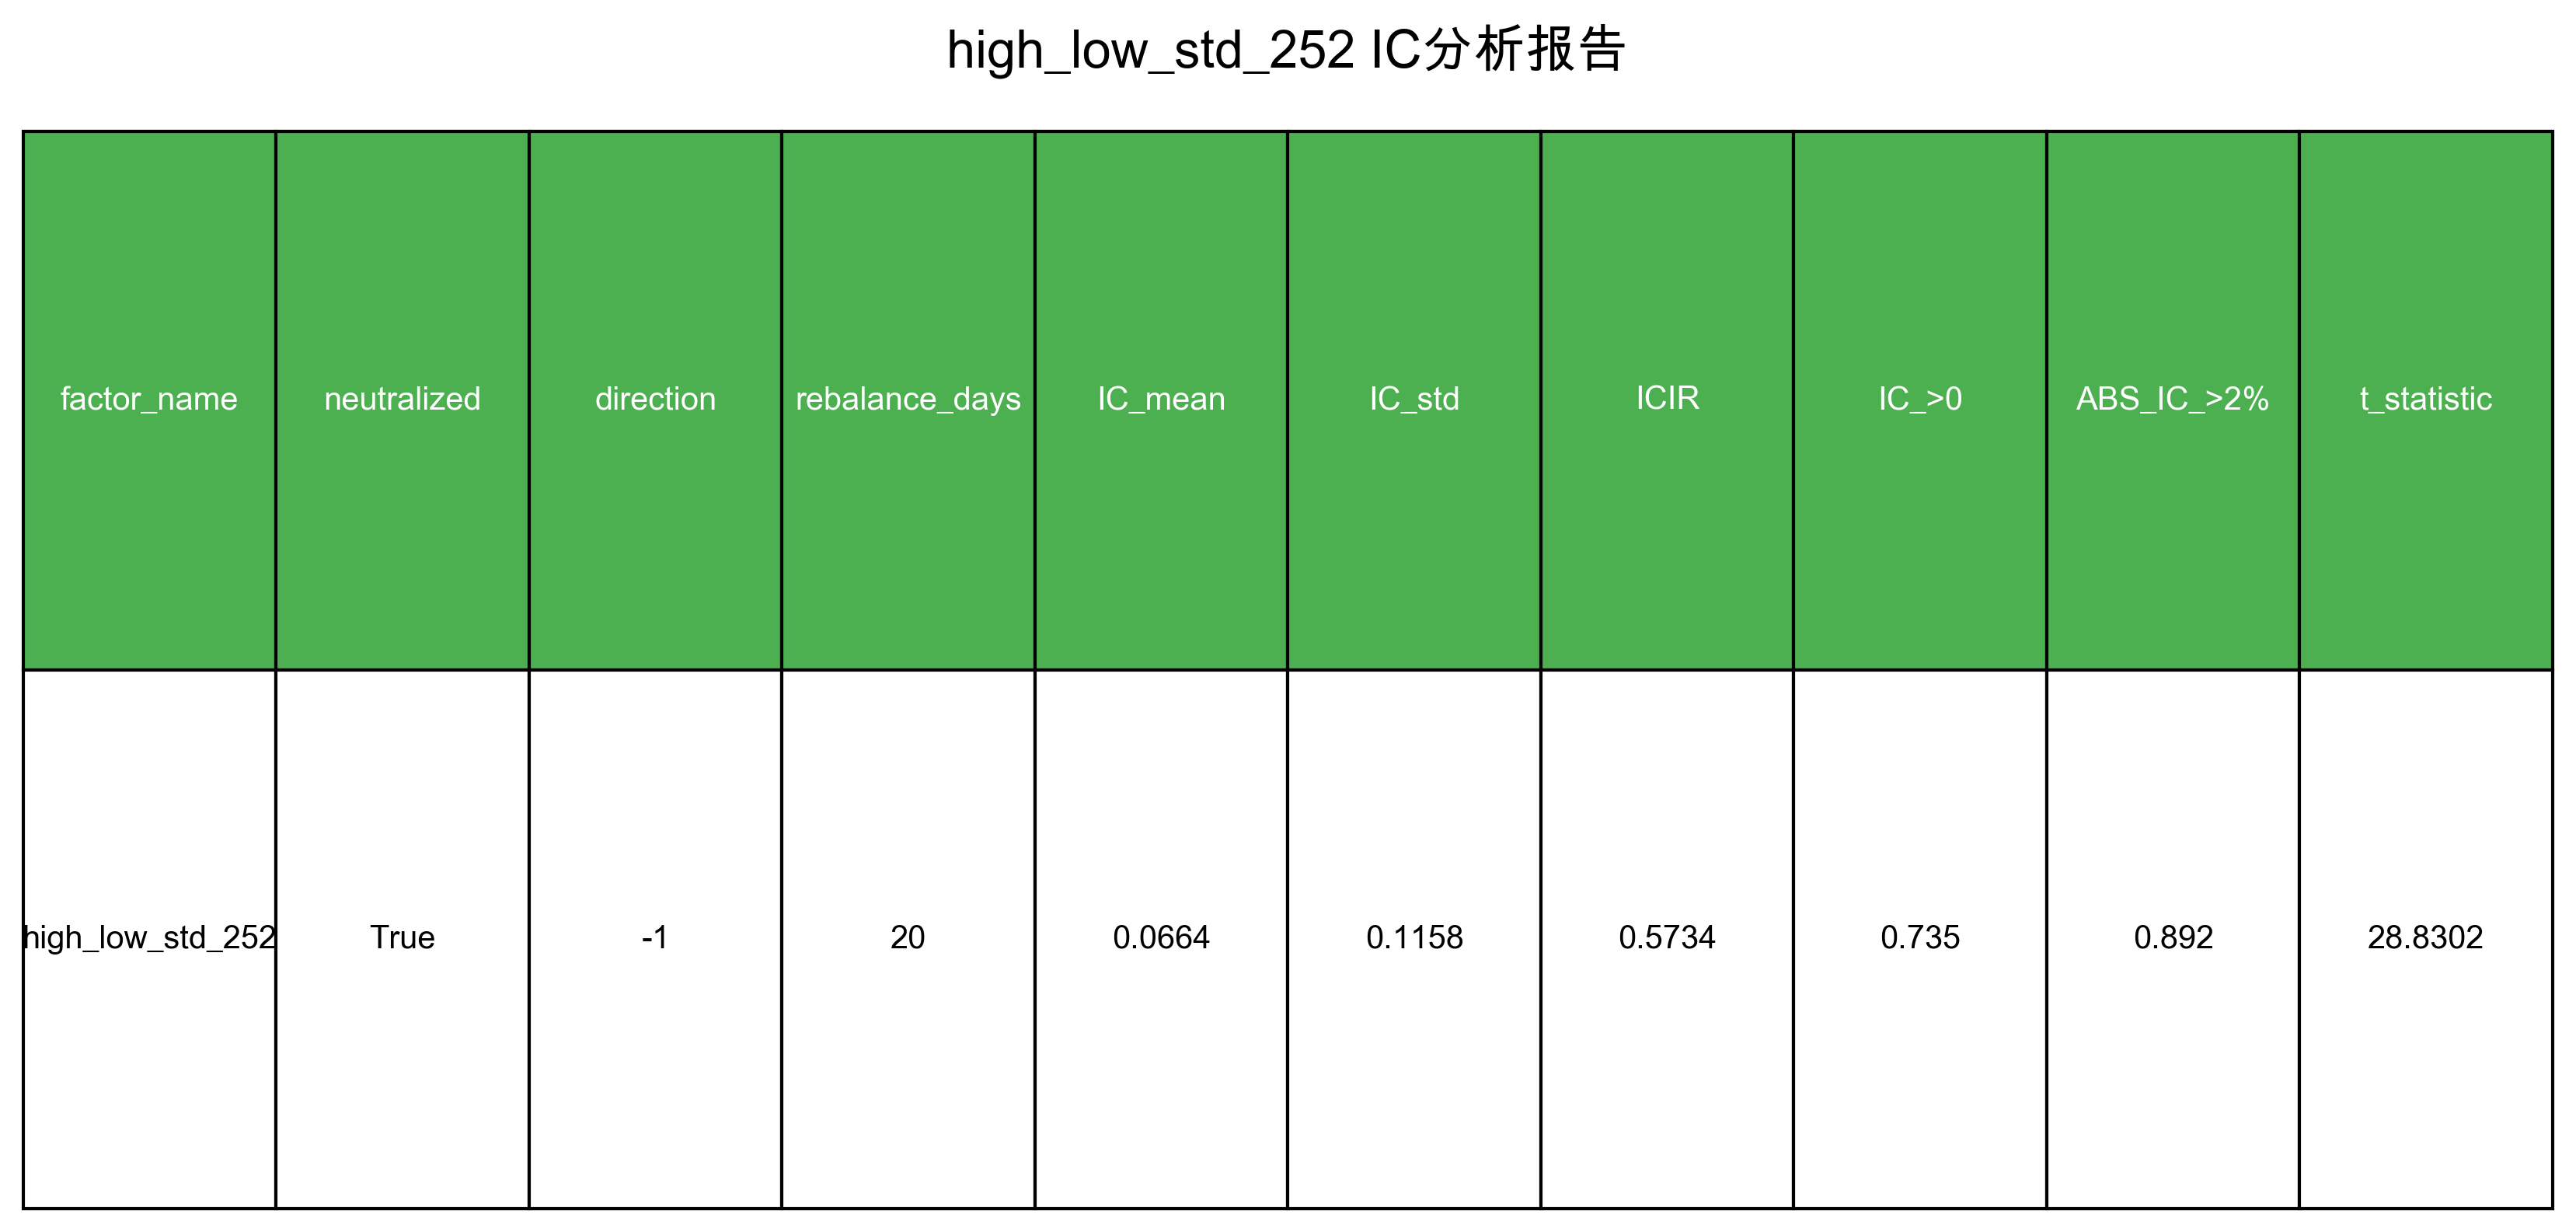 high_low_std_252 IC分析报告
factor_name neutralized direction rebalance_days IC_mean IC_std ICIR IC_>0 ABS_IC_>2% t_statistic
high_low_std_252 True -1 20 0.0664 0.1158 0.5734 0.735 0.892 28.8302